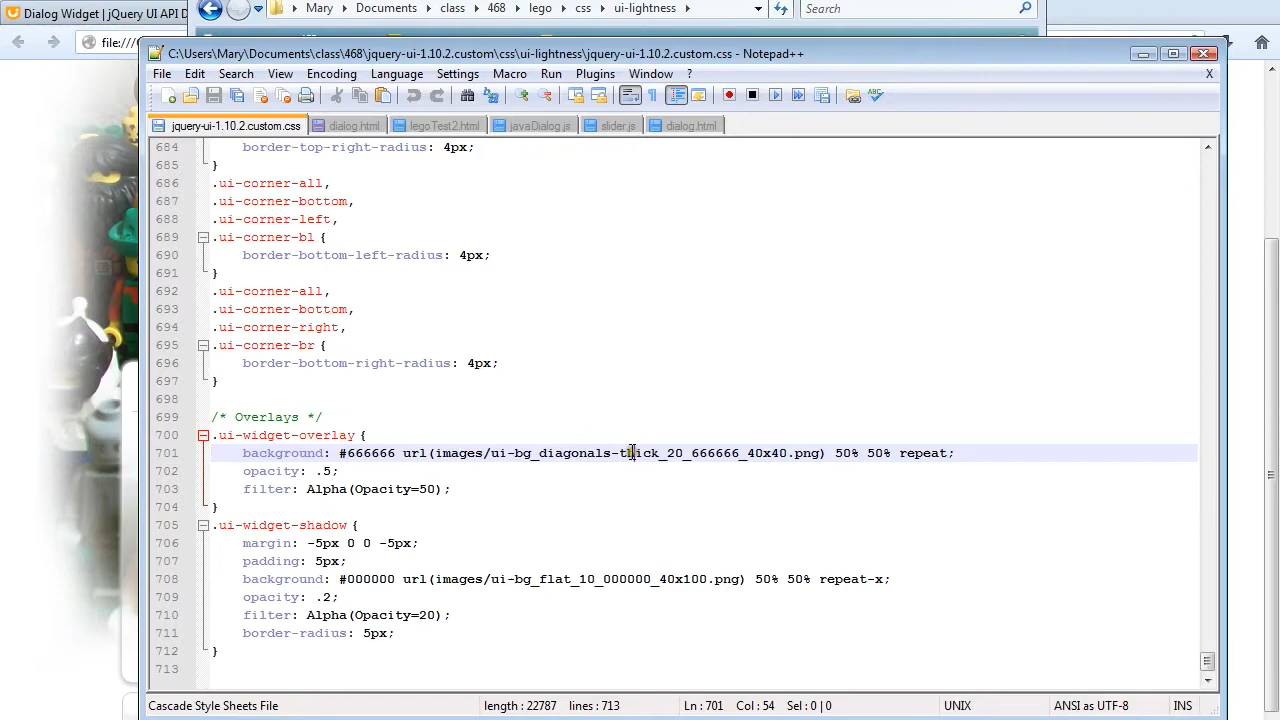 Dialog Widget | jQuery UI API D
Mary Documents class 468 lego css ui-lightness
Search
file:///
C:\Users\Mary\Documents\class\468\jquery-ui-1.10.2.custom\css\ui-lightness\jquery-ui-1.10.2.custom.css - Notepad++
File Edit Search View Encoding Language Settings Macro Run Plugins Window ? X
jquery-ui-1.10.2.custom.css dialog.html legoTest2.html javaDialog.js slider.js dialog.html
684 border-top-right-radius: 4px;
685 }
686 .ui-corner-all,
687 .ui-corner-bottom,
688 .ui-corner-left,
689 .ui-corner-bl {
690 border-bottom-left-radius: 4px;
691 }
692 .ui-corner-all,
693 .ui-corner-bottom,
694 .ui-corner-right,
695 .ui-corner-br {
696 border-bottom-right-radius: 4px;
697 }
698
699 /* Overlays */
700 .ui-widget-overlay {
701 background: #666666 url(images/ui-bg_diagonals-thick_20_666666_40x40.png) 50% 50% repeat;
702 opacity: .5;
703 filter: Alpha(Opacity=50);
704 }
705 .ui-widget-shadow {
706 margin: -5px 0 0 -5px;
707 padding: 5px;
708 background: #000000 url(images/ui-bg_flat_10_000000_40x100.png) 50% 50% repeat-x;
709 opacity: .2;
710 filter: Alpha(Opacity=20);
711 border-radius: 5px;
712 }
713
Cascade Style Sheets File length : 22787 lines : 713 Ln : 701 Col : 54 Sel : 0 | 0 UNIX ANSI as UTF-8 INS